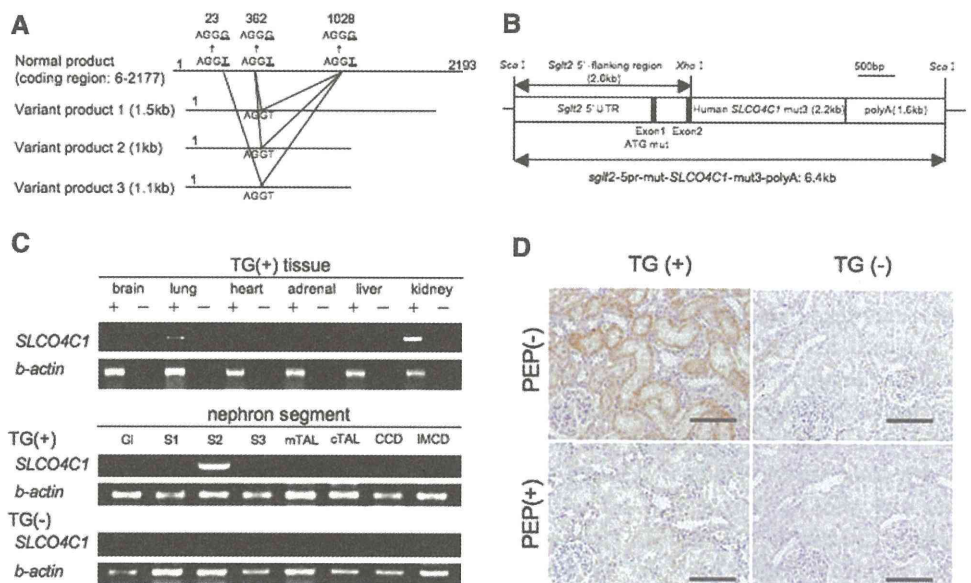 A
23 362 1028
AGGG AGGG AGGG
AGGT AGGT AGGT
Normal product
(coding region: 6-2177)
1 2193
Variant product 1 (1.5kb)
1
AGGT
Variant product 2 (1kb)
1
AGGT
Variant product 3 (1.1kb)
1
AGGT
B
Sca I Sglt2 5'-flanking region Xho I 500bp Sca I
(2.0kb)
Sglt2 5' UTR Human SLCO4C1 mut3 (2.2kb) polyA(1.6kb)
Exon1 Exon2
ATG mut
sglt2-5pr-mut-SLCO4C1-mut3-polyA: 6.4kb
C
TG(+) tissue
brain lung heart adrenal liver kidney
+ − + − + − + − + − + −
SLCO4C1
b-actin
nephron segment
TG(+) Gl S1 S2 S3 mTAL cTAL CCD IMCD
SLCO4C1
b-actin
TG(-)
SLCO4C1
b-actin
D
TG (+) TG (-)
PEP(-)
PEP(+)